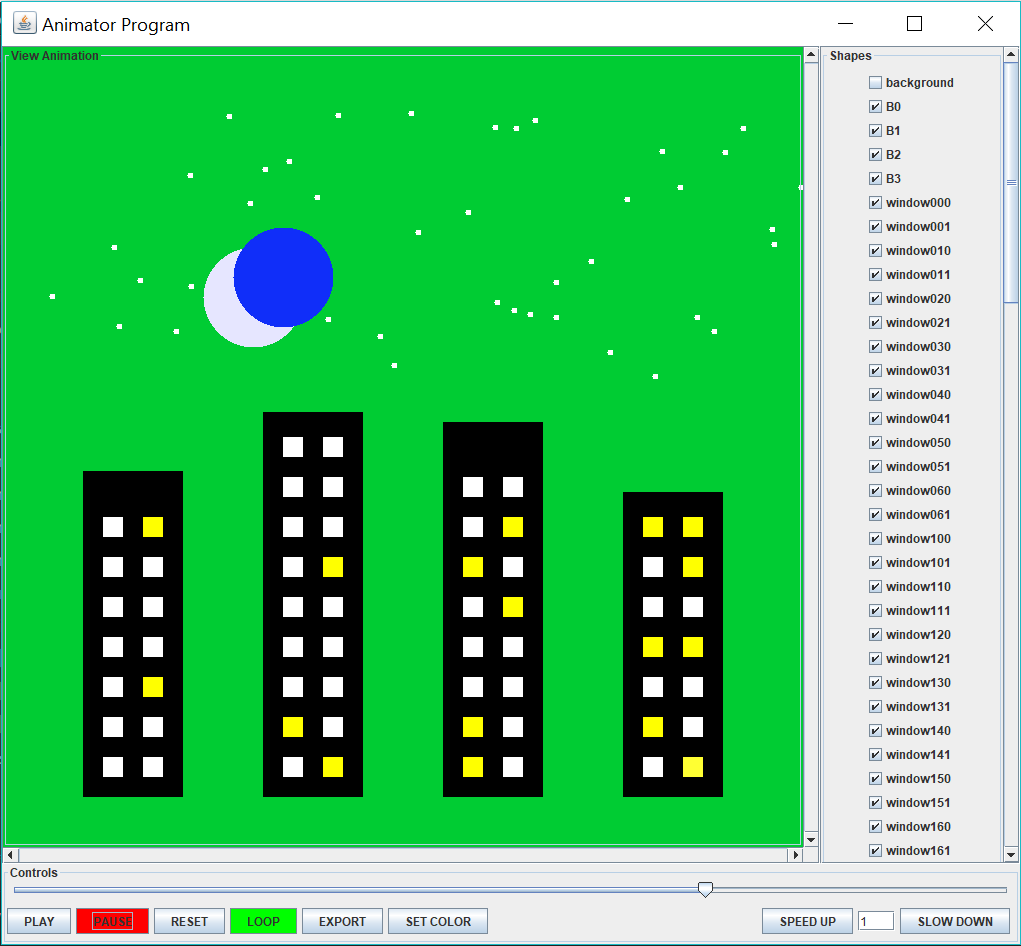 Animator Program
View Animation
Shapes
background
B0
B1
B2
B3
window000
window001
window010
window011
window020
window021
window030
window031
window040
window041
window050
window051
window060
window061
window100
window101
window110
window111
window120
window121
window130
window131
window140
window141
window150
window151
window160
window161
Controls
PLAY PAUSE RESET LOOP EXPORT SET COLOR SPEED UP 1 SLOW DOWN